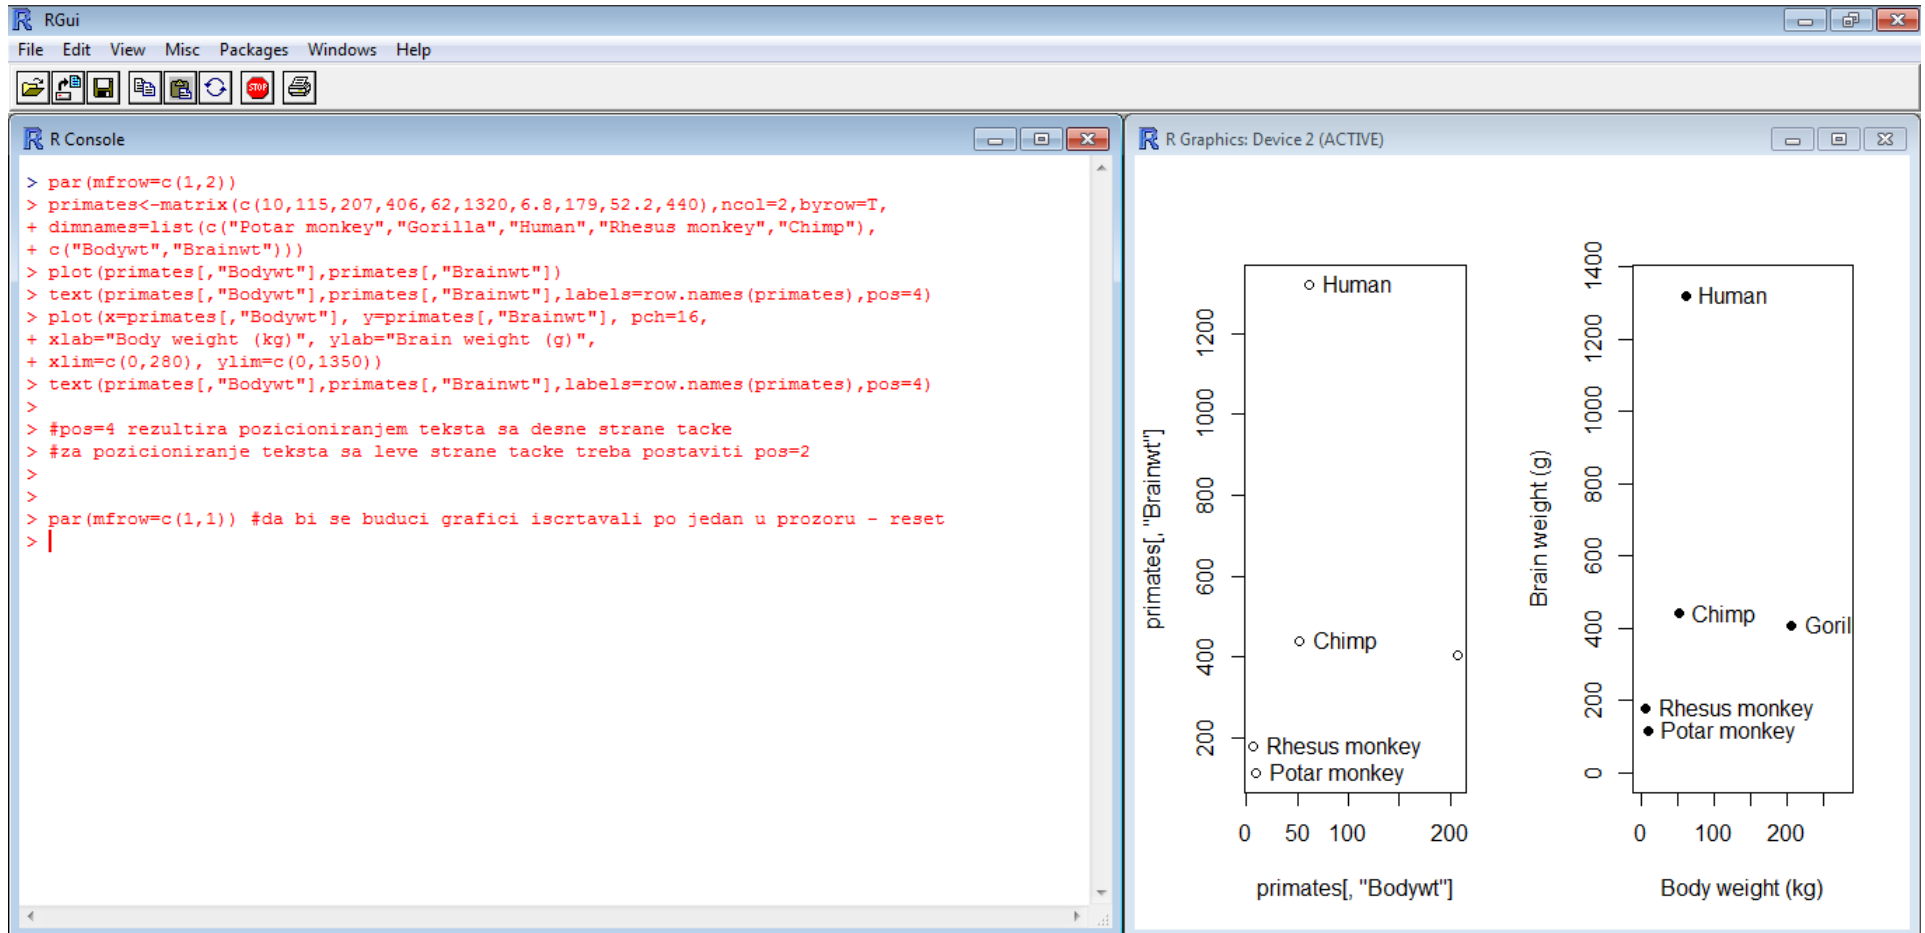 RGui
File Edit View Misc Packages Windows Help
STOP
R Console
> par(mfrow=c(1,2))
> primates<-matrix(c(10,115,207,406,62,1320,6.8,179,52.2,440),ncol=2,byrow=T,
+ dimnames=list(c("Potar monkey","Gorilla","Human","Rhesus monkey","Chimp"),
+ c("Bodywt","Brainwt")))
> plot(primates[,"Bodywt"],primates[,"Brainwt"])
> text(primates[,"Bodywt"],primates[,"Brainwt"],labels=row.names(primates),pos=4)
> plot(x=primates[,"Bodywt"], y=primates[,"Brainwt"], pch=16,
+ xlab="Body weight (kg)", ylab="Brain weight (g)",
+ xlim=c(0,280), ylim=c(0,1350))
> text(primates[,"Bodywt"],primates[,"Brainwt"],labels=row.names(primates),pos=4)
>
> #pos=4 rezultira pozicioniranjem teksta sa desne strane tacke
> #za pozicioniranje teksta sa leve strane tacke treba postaviti pos=2
>
>
> par(mfrow=c(1,1)) #da bi se buduci grafici iscrtavali po jedan u prozoru - reset
>
R Graphics: Device 2 (ACTIVE)
primates[, "Brainwt"]
1200
1000
800
600
400
200
Human
Chimp
Rhesus monkey
Potar monkey
0 50 100 200
primates[, "Bodywt"]
Brain weight (g)
1400
1200
1000
800
600
400
200
0
Human
Chimp
Goril
Rhesus monkey
Potar monkey
0 100 200
Body weight (kg)